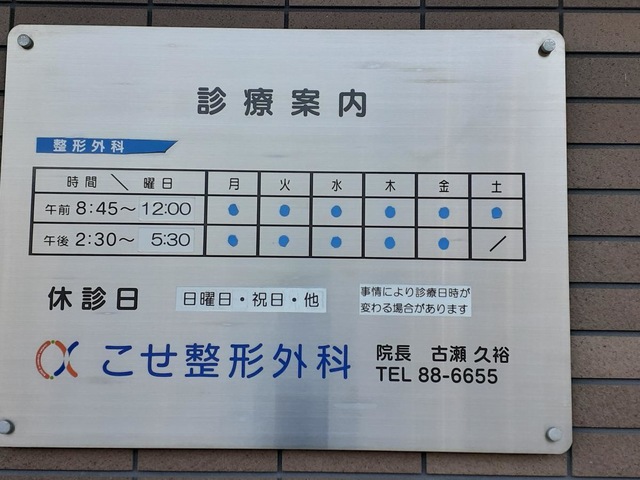 診療案内
整形外科
時間 ＼ 曜日 月 火 水 木 金 土
午前 8:45～12:00 ● ● ● ● ● ●
午後 2:30～ 5:30 ● ● ● ● ● ／
休診日 日曜日・祝日・他
事情により診療日時が
変わる場合があります
こせ整形外科
院長 古瀬 久裕
TEL 88-6655